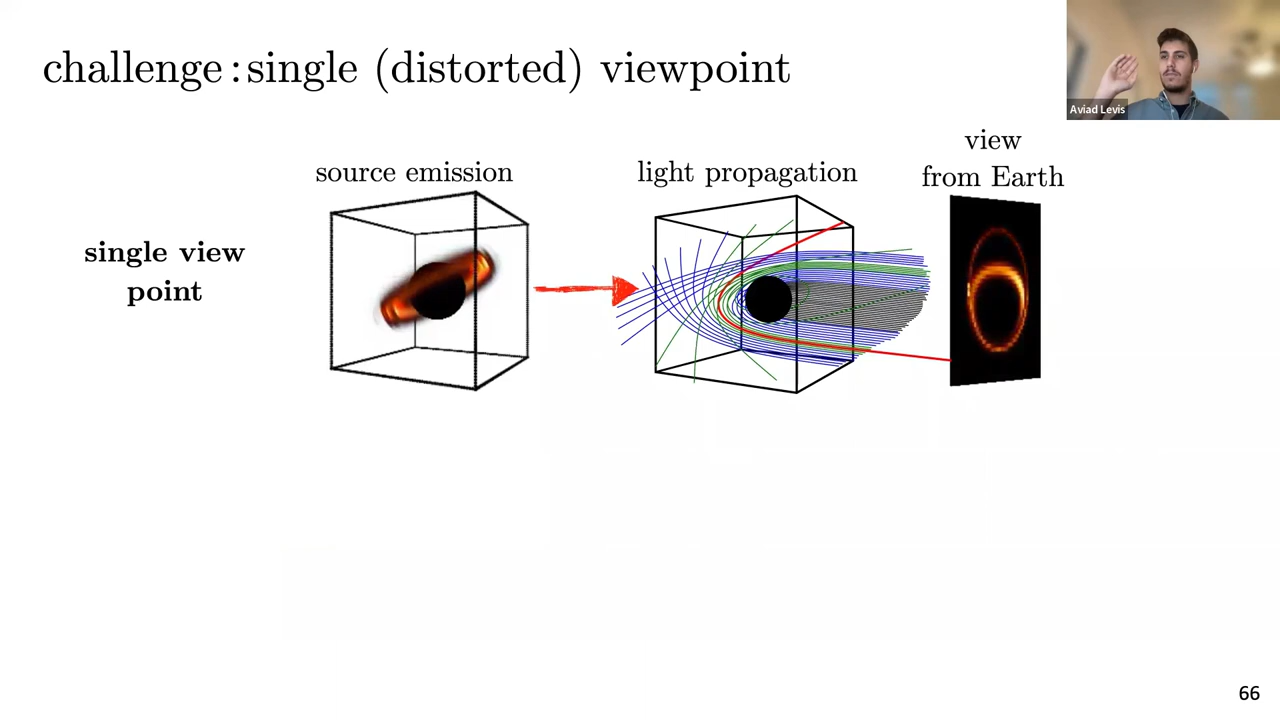 challenge : single (distorted) viewpoint
Aviad Levis
source emission
light propagation
view
from Earth
single view
point
66